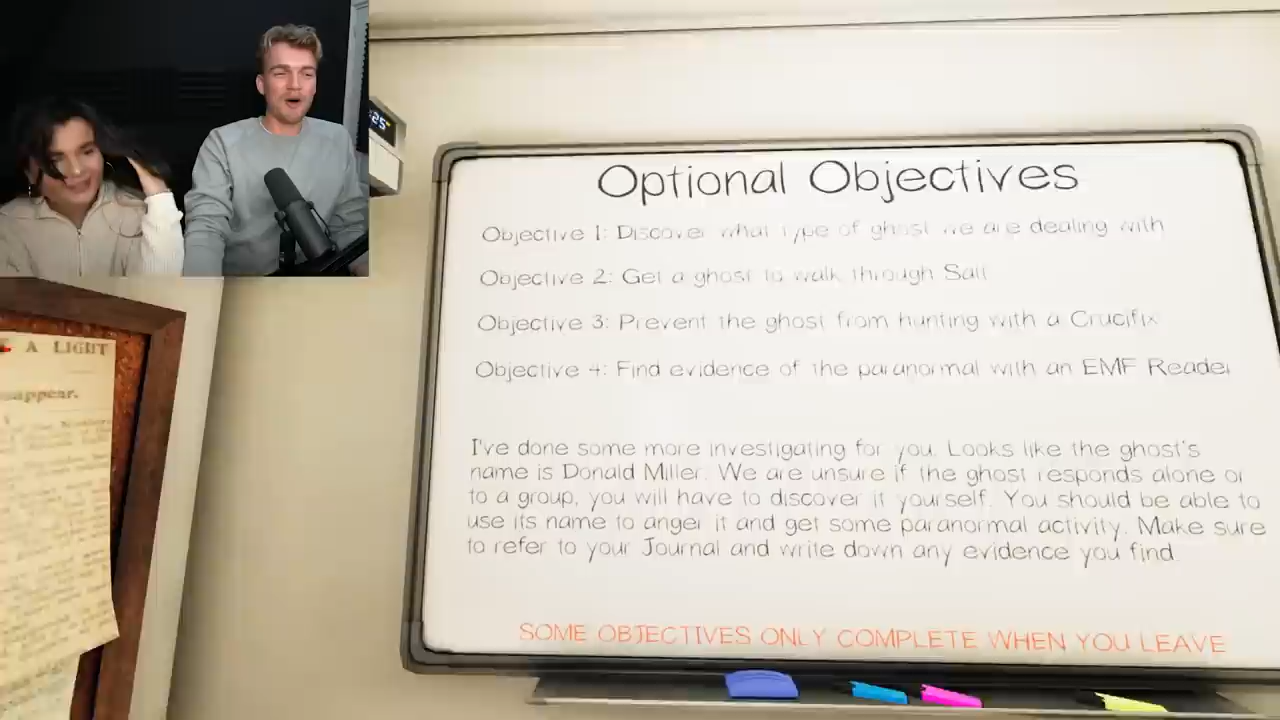 25
A LIGHT
sappear.
Optional Objectives
Objective 1: Discover what type of ghost we are dealing with
Objective 2: Get a ghost to walk through Salt
Objective 3: Prevent the ghost from hunting with a Crucifix
Objective 4: Find evidence of the paranormal with an EMF Reader
I've done some more investigating for you. Looks like the ghost's
name is Donald Miller. We are unsure if the ghost responds alone or
to a group, you will have to discover it yourself. You should be able to
use its name to anger it and get some paranormal activity. Make sure
to refer to your Journal and write down any evidence you find.
SOME OBJECTIVES ONLY COMPLETE WHEN YOU LEAVE